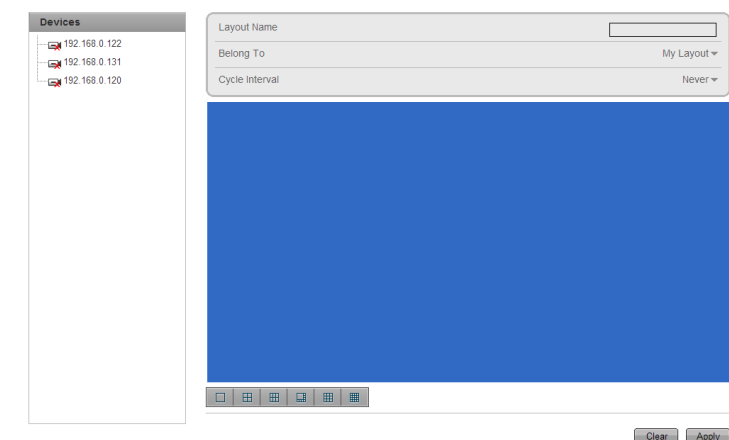 Devices
192.168.0.122
192.168.0.131
192.168.0.120
Layout Name
Belong To My Layout
Cycle Interval Never
Clear Apply